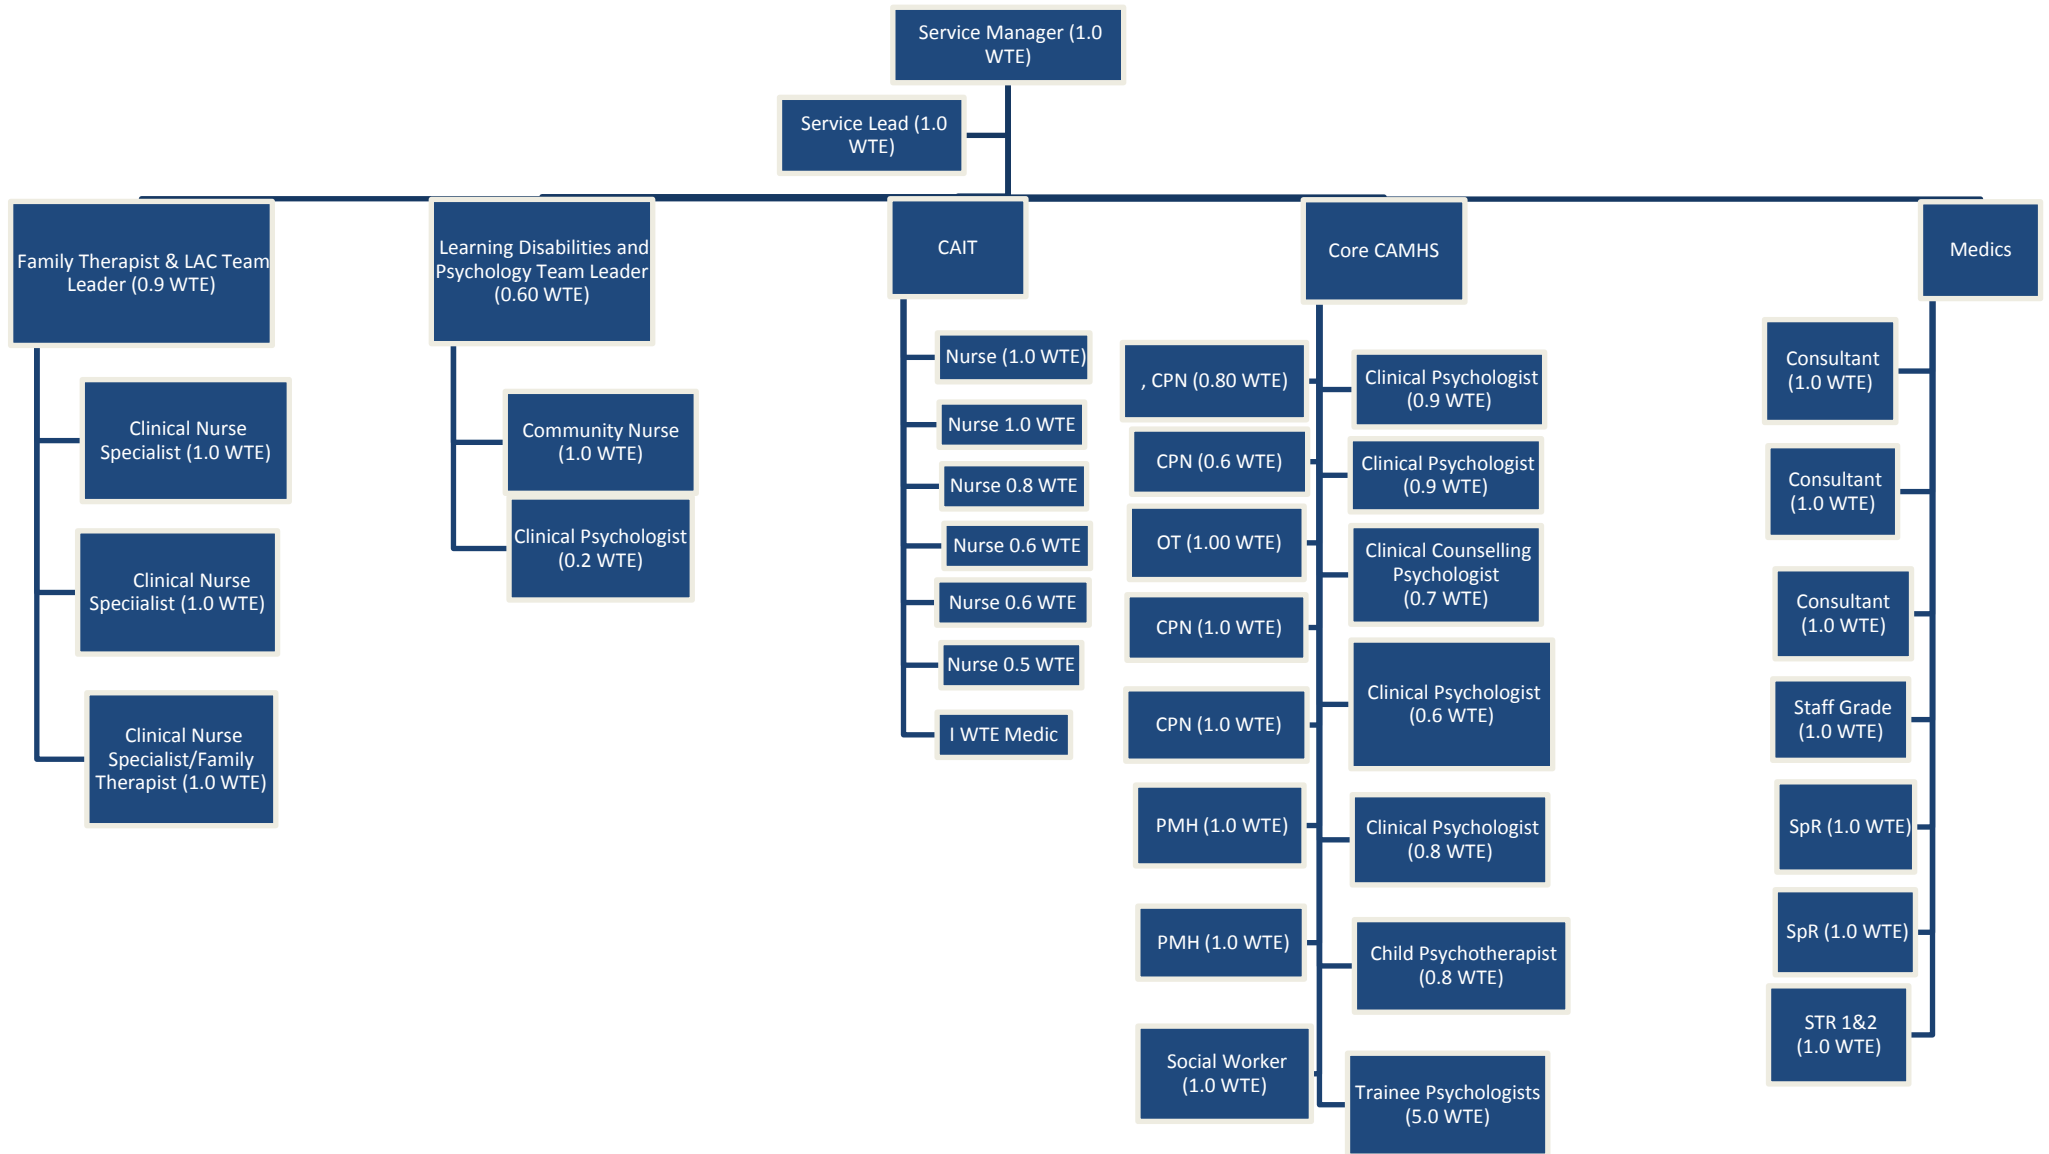 Service Manager (1.0
WTE)
Service Lead (1.0
WTE)
Family Therapist & LAC Team
Leader (0.9 WTE)
Clinical Nurse
Specialist (1.0 WTE)
Clinical Nurse
Speciialist (1.0 WTE)
Clinical Nurse
Specialist/Family
Therapist (1.0 WTE)
Learning Disabilities and
Psychology Team Leader
(0.60 WTE)
Community Nurse
(1.0 WTE)
Clinical Psychologist
(0.2 WTE)
CAIT
Nurse (1.0 WTE)
Nurse 1.0 WTE
Nurse 0.8 WTE
Nurse 0.6 WTE
Nurse 0.6 WTE
Nurse 0.5 WTE
I WTE Medic
Core CAMHS
, CPN (0.80 WTE)
CPN (0.6 WTE)
OT (1.00 WTE)
CPN (1.0 WTE)
CPN (1.0 WTE)
PMH (1.0 WTE)
PMH (1.0 WTE)
Social Worker
(1.0 WTE)
Clinical Psychologist
(0.9 WTE)
Clinical Psychologist
(0.9 WTE)
Clinical Counselling
Psychologist
(0.7 WTE)
Clinical Psychologist
(0.6 WTE)
Clinical Psychologist
(0.8 WTE)
Child Psychotherapist
(0.8 WTE)
Trainee Psychologists
(5.0 WTE)
Medics
Consultant
(1.0 WTE)
Consultant
(1.0 WTE)
Consultant
(1.0 WTE)
Staff Grade
(1.0 WTE)
SpR (1.0 WTE)
SpR (1.0 WTE)
STR 1&2
(1.0 WTE)